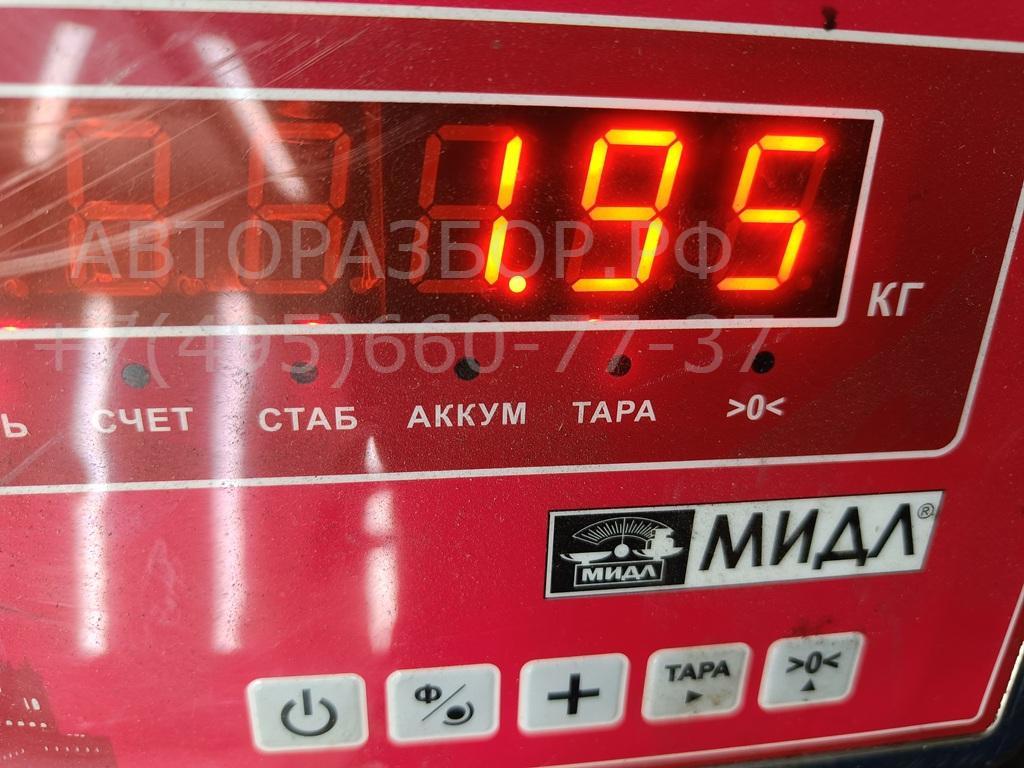 1.95
АВТОРАЗБОР.РФ
КГ
+7(495)660-77-37
Ь СЧЕТ СТАБ АККУМ ТАРА >0<
МИДЛ МИДЛ®
Ф ТАРА >0<